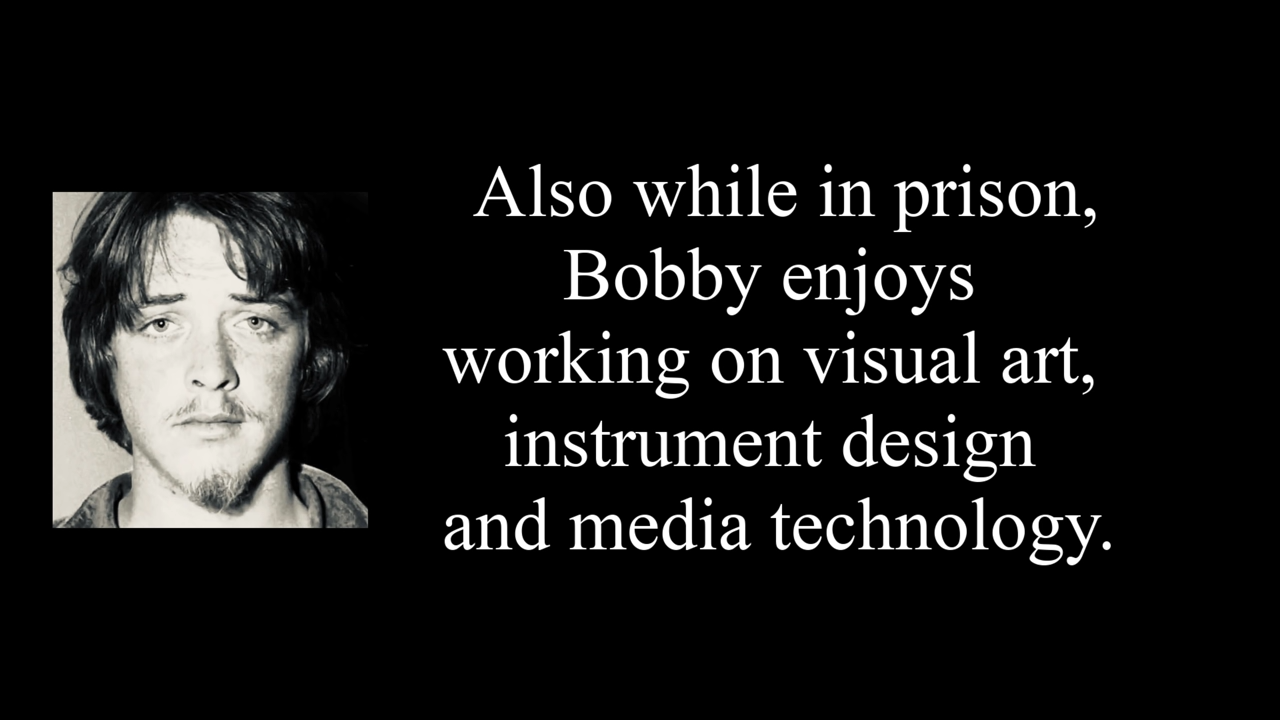 Also while in prison,
Bobby enjoys
working on visual art,
instrument design
and media technology.